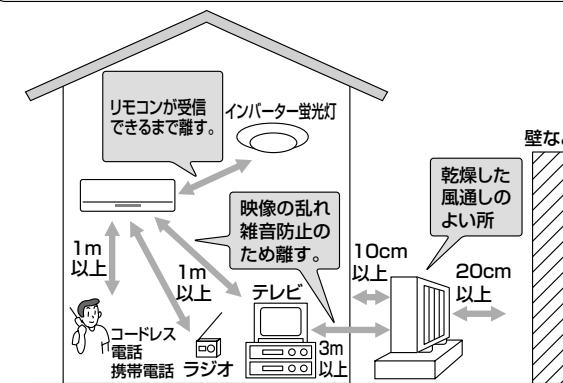 リモコンが受信
できるまで離す。
インバーター蛍光灯
壁な
乾燥した
風通しの
よい所
映像の乱れ
雑音防止の
ため離す。
1m
以上
1m
以上
テレビ
10cm
以上
20cm
以上
コードレス
電話
携帯電話
ラジオ
3m
以上